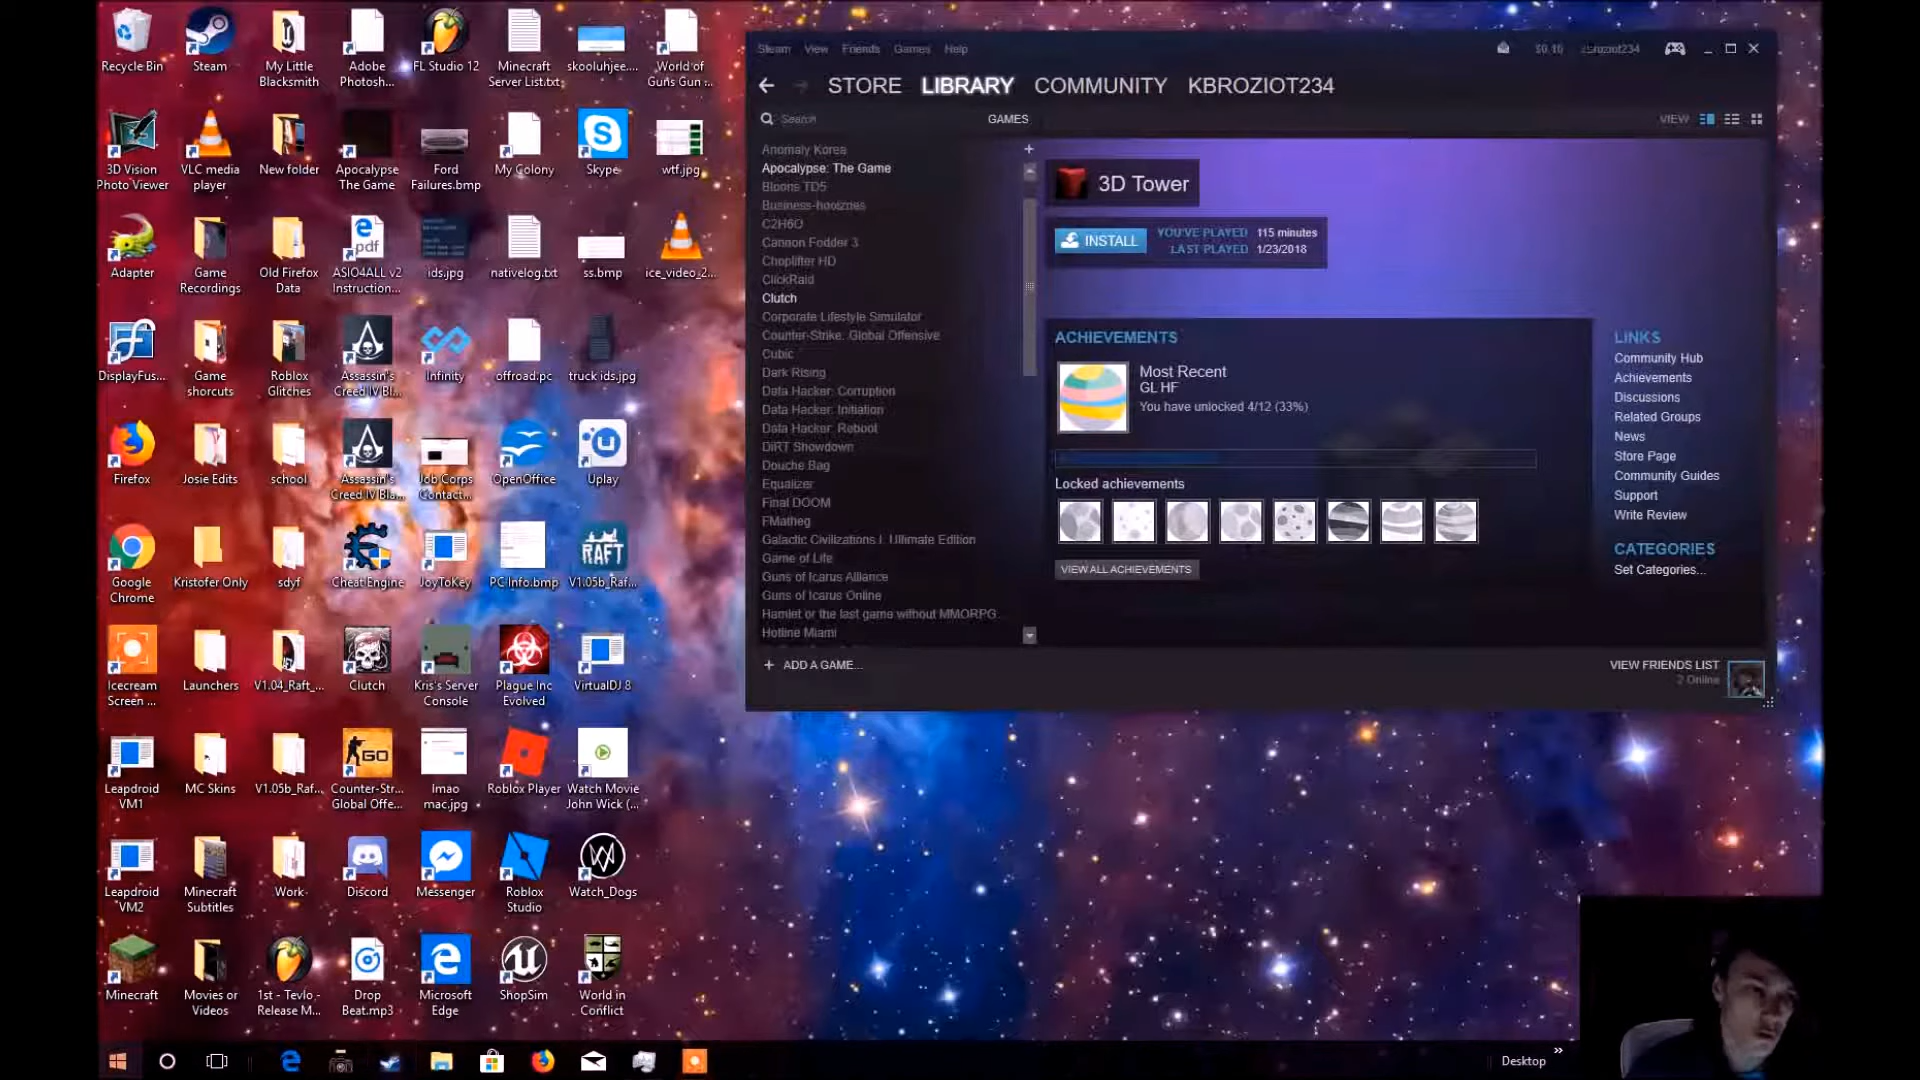 Recycle Bin
Steam
My Little Blacksmith
Adobe Photosh...
FL Studio 12
Minecraft Server List.txt
skooluhjee....
World of Guns Gun ...
3D Vision Photo Viewer
VLC media player
New folder
Apocalypse The Game
Ford Failures.bmp
My Colony
Skype
wtf.jpg
Adapter
Game Recordings
Old Firefox Data
ASIO4ALL v2 Instruction...
ids.jpg
nativelog.txt
ss.bmp
ice_video_2...
DisplayFus...
Game shorcuts
Roblox Glitches
Assassin's Creed IV Bla...
Infinity
offroad.pc
truck ids.jpg
Firefox
Josie Edits
school
Assassin's Creed IV Bla...
Job Corps Contact...
OpenOffice
Uplay
Google Chrome
Kristofer Only
sdyf
Cheat Engine
JoyToKey
PC Info.bmp
V1.05b_Raf...
Icecream Screen ...
Launchers
V1.04_Raft_...
Clutch
Kris's Server Console
Plague Inc Evolved
VirtualDJ 8
Leapdroid VM1
MC Skins
V1.05b_Raf...
Counter-Str... Global Offe...
lmao mac.jpg
Roblox Player
Watch Movie John Wick (...
Leapdroid VM2
Minecraft Subtitles
Work
Discord
Messenger
Roblox Studio
Watch_Dogs
Minecraft
Movies or Videos
1st - Tevlo - Release M...
Drop Beat.mp3
Microsoft Edge
ShopSim
World in Conflict
Steam View Friends Games Help
STORE LIBRARY COMMUNITY KBROZIOT234
Search GAMES
VIEW
Anomaly Korea
Apocalypse: The Game
Bloons TD5
Business-hootznes
C2H6O
Cannon Fodder 3
Choplifter HD
ClickRaid
Clutch
Corporate Lifestyle Simulator
Counter-Strike: Global Offensive
Cubic
Dark Rising
Data Hacker: Corruption
Data Hacker: Initiation
Data Hacker: Reboot
DiRT Showdown
Douche Bag
Equalizer
Final DOOM
FMatheg
Galactic Civilizations I: Ultimate Edition
Game of Life
Guns of Icarus Alliance
Guns of Icarus Online
Hamlet or the last game without MMORPG...
Hotline Miami
+ ADD A GAME...
3D Tower
INSTALL
YOU'VE PLAYED 115 minutes
LAST PLAYED 1/23/2018
ACHIEVEMENTS
Most Recent
GL HF
You have unlocked 4/12 (33%)
Locked achievements
VIEW ALL ACHIEVEMENTS
LINKS
Community Hub
Achievements
Discussions
Related Groups
News
Store Page
Community Guides
Support
Write Review
CATEGORIES
Set Categories...
VIEW FRIENDS LIST
2 Online
Desktop